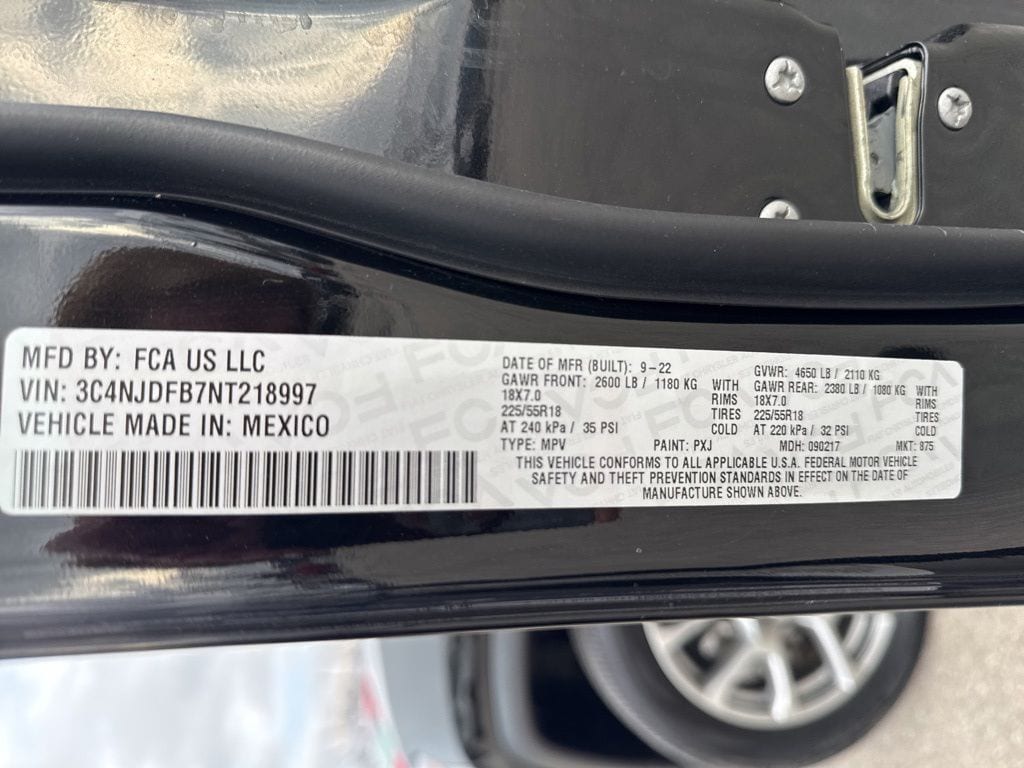 MFD BY: FCA US LLC
VIN: 3C4NJDFB7NT218997
VEHICLE MADE IN: MEXICO
DATE OF MFR (BUILT): 9-22
GVWR: 4650 LB / 2110 KG
GAWR FRONT: 2600 LB / 1180 KG WITH
18X7.0 RIMS
225/55R18 TIRES
AT 240 kPa / 35 PSI COLD
GAWR REAR: 2380 LB / 1080 KG WITH
18X7.0 RIMS
225/55R18 TIRES
AT 220 kPa / 32 PSI COLD
TYPE: MPV PAINT: PXJ MDH: 090217 MKT: 875
THIS VEHICLE CONFORMS TO ALL APPLICABLE U.S.A. FEDERAL MOTOR VEHICLE
SAFETY AND THEFT PREVENTION STANDARDS IN EFFECT ON THE DATE OF
MANUFACTURE SHOWN ABOVE.